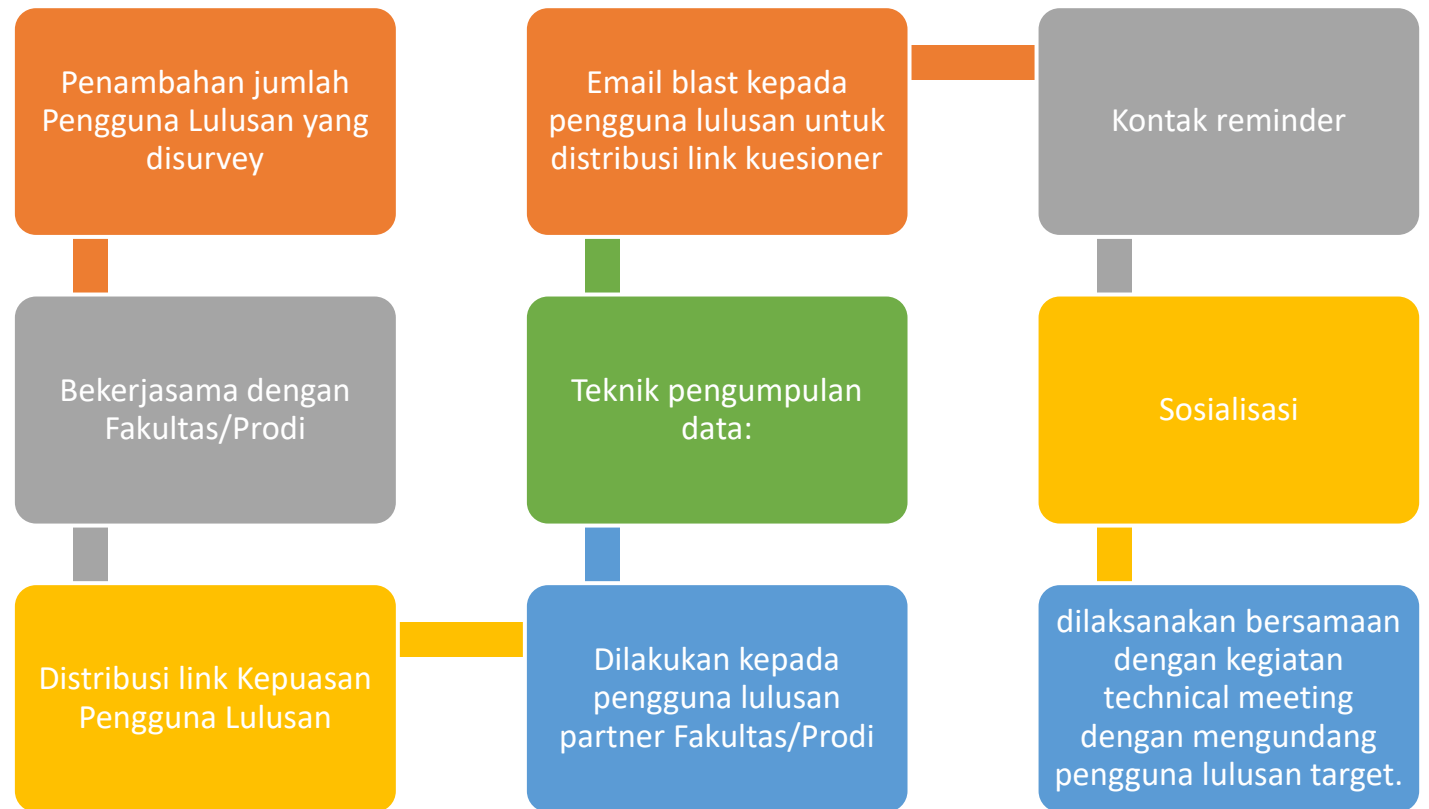 Penambahan jumlah
Pengguna Lulusan yang
disurvey
Bekerjasama dengan
Fakultas/Prodi
Distribusi link Kepuasan
Pengguna Lulusan
Dilakukan kepada
pengguna lulusan
partner Fakultas/Prodi
Teknik pengumpulan
data:
Email blast kepada
pengguna lulusan untuk
distribusi link kuesioner
Kontak reminder
Sosialisasi
dilaksanakan bersamaan
dengan kegiatan
technical meeting
dengan mengundang
pengguna lulusan target.